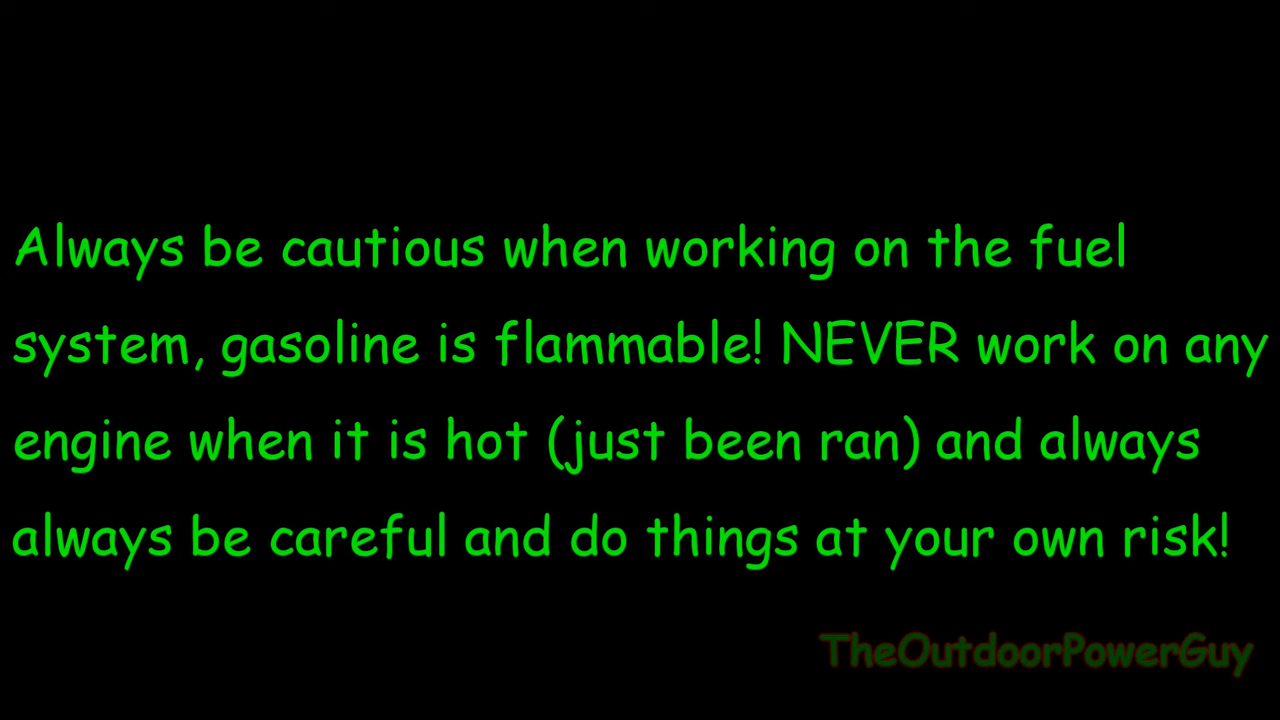 Always be cautious when working on the fuel
system, gasoline is flammable! NEVER work on any
engine when it is hot (just been ran) and always
always be careful and do things at your own risk!
TheOutdoorPowerGuy